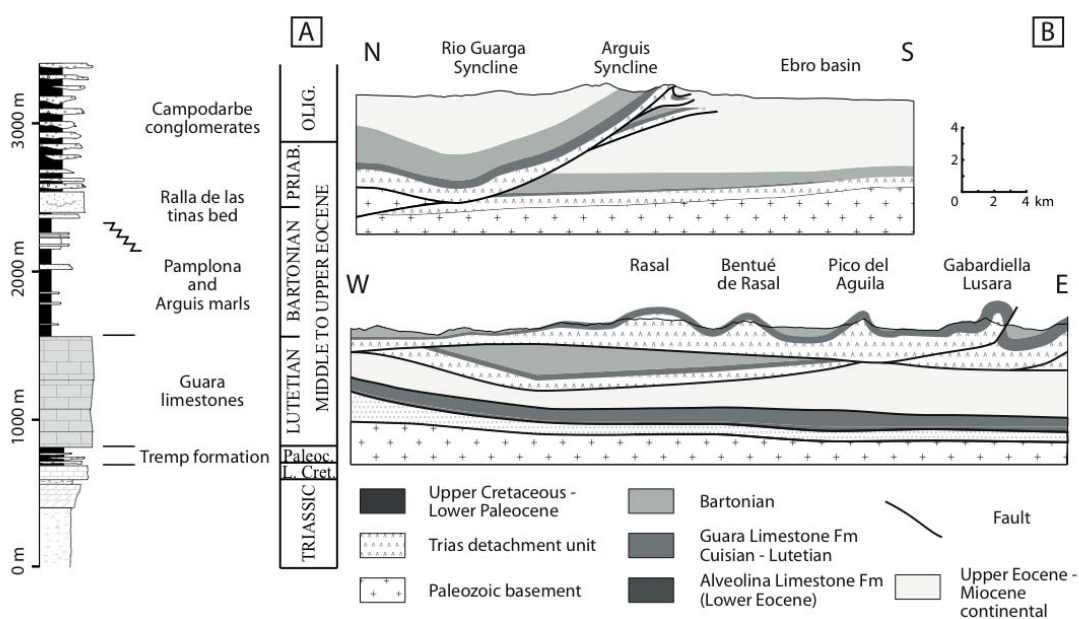 A
B
N
Rio Guarga
Syncline
Arguis
Syncline
Ebro basin
S
3000 m
2000 m
1000 m
0 m
Campodarbe
conglomerates
Ralla de las
tinas bed
Pamplona
and
Arguis marls
Guara
limestones
Tremp formation
OLIG.
PRIAB.
BARTONIAN
LUTETIAN
MIDDLE TO UPPER EOCENE
Paleoc.
L. Cret.
TRIASSIC
4
2
0 2 4 km
W
Rasal
Bentué
de Rasal
Pico del
Aguila
Gabardiella
Lusara
E
Upper Cretaceous -
Lower Paleocene
Trias detachment unit
Paleozoic basement
Bartonian
Guara Limestone Fm
Cuisian - Lutetian
Alveolina Limestone Fm
(Lower Eocene)
Fault
Upper Eocene -
Miocene
continental